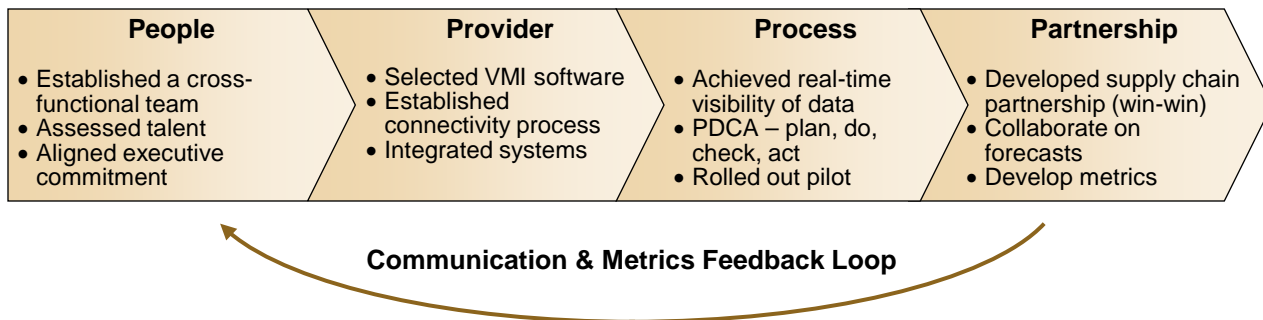 People
• Established a cross-
functional team
• Assessed talent
• Aligned executive
commitment
Provider
• Selected VMI software
• Established
connectivity process
• Integrated systems
Process
• Achieved real-time
visibility of data
• PDCA – plan, do,
check, act
• Rolled out pilot
Partnership
• Developed supply chain
partnership (win-win)
• Collaborate on
forecasts
• Develop metrics
Communication & Metrics Feedback Loop